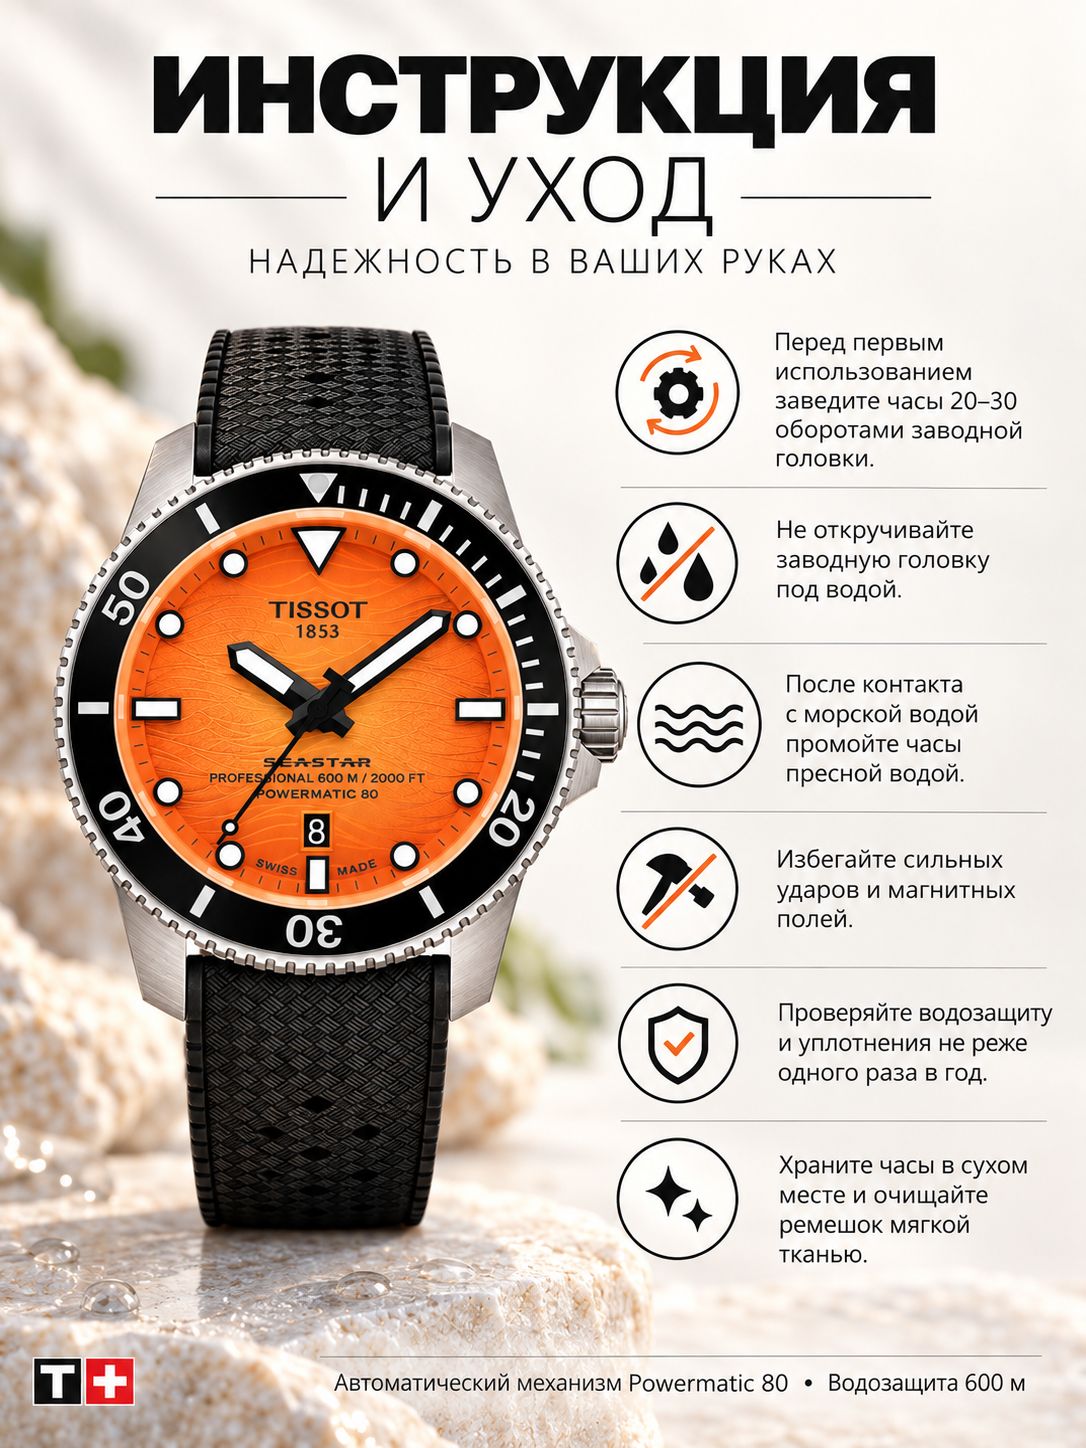 ИНСТРУКЦИЯ
И УХОД
НАДЕЖНОСТЬ В ВАШИХ РУКАХ
Перед первым
использованием
заведите часы 20–30
оборотами заводной
головки.
Не откручивайте
заводную головку
под водой.
После контакта
с морской водой
промойте часы
пресной водой.
Избегайте сильных
ударов и магнитных
полей.
Проверяйте водозащиту
и уплотнения не реже
одного раза в год.
Храните часы в сухом
месте и очищайте
ремешок мягкой
тканью.
50
40
30
20
TISSOT
1853
SEASTAR
PROFESSIONAL 600 M / 2000 FT
POWERMATIC 80
8
SWISS MADE
T+
Автоматический механизм Powermatic 80 • Водозащита 600 м